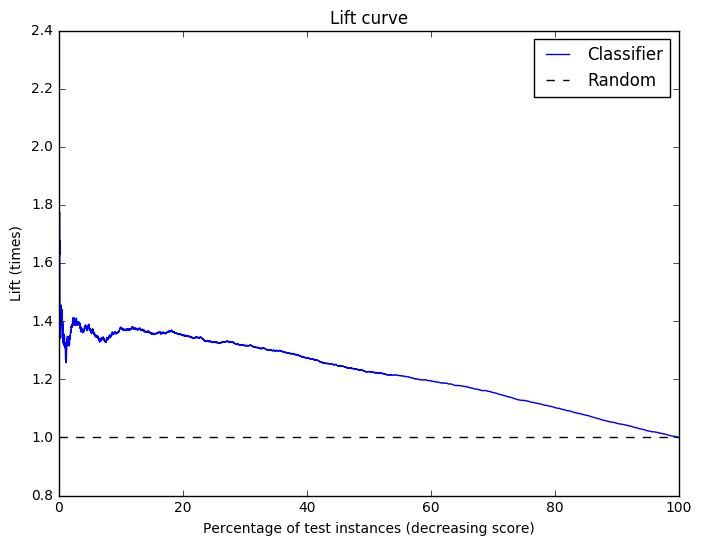 Lift curve
Classifier
Random
2.4
2.2
2.0
1.8
1.6
1.4
1.2
1.0
0.8
Lift (times)
0 20 40 60 80 100
Percentage of test instances (decreasing score)